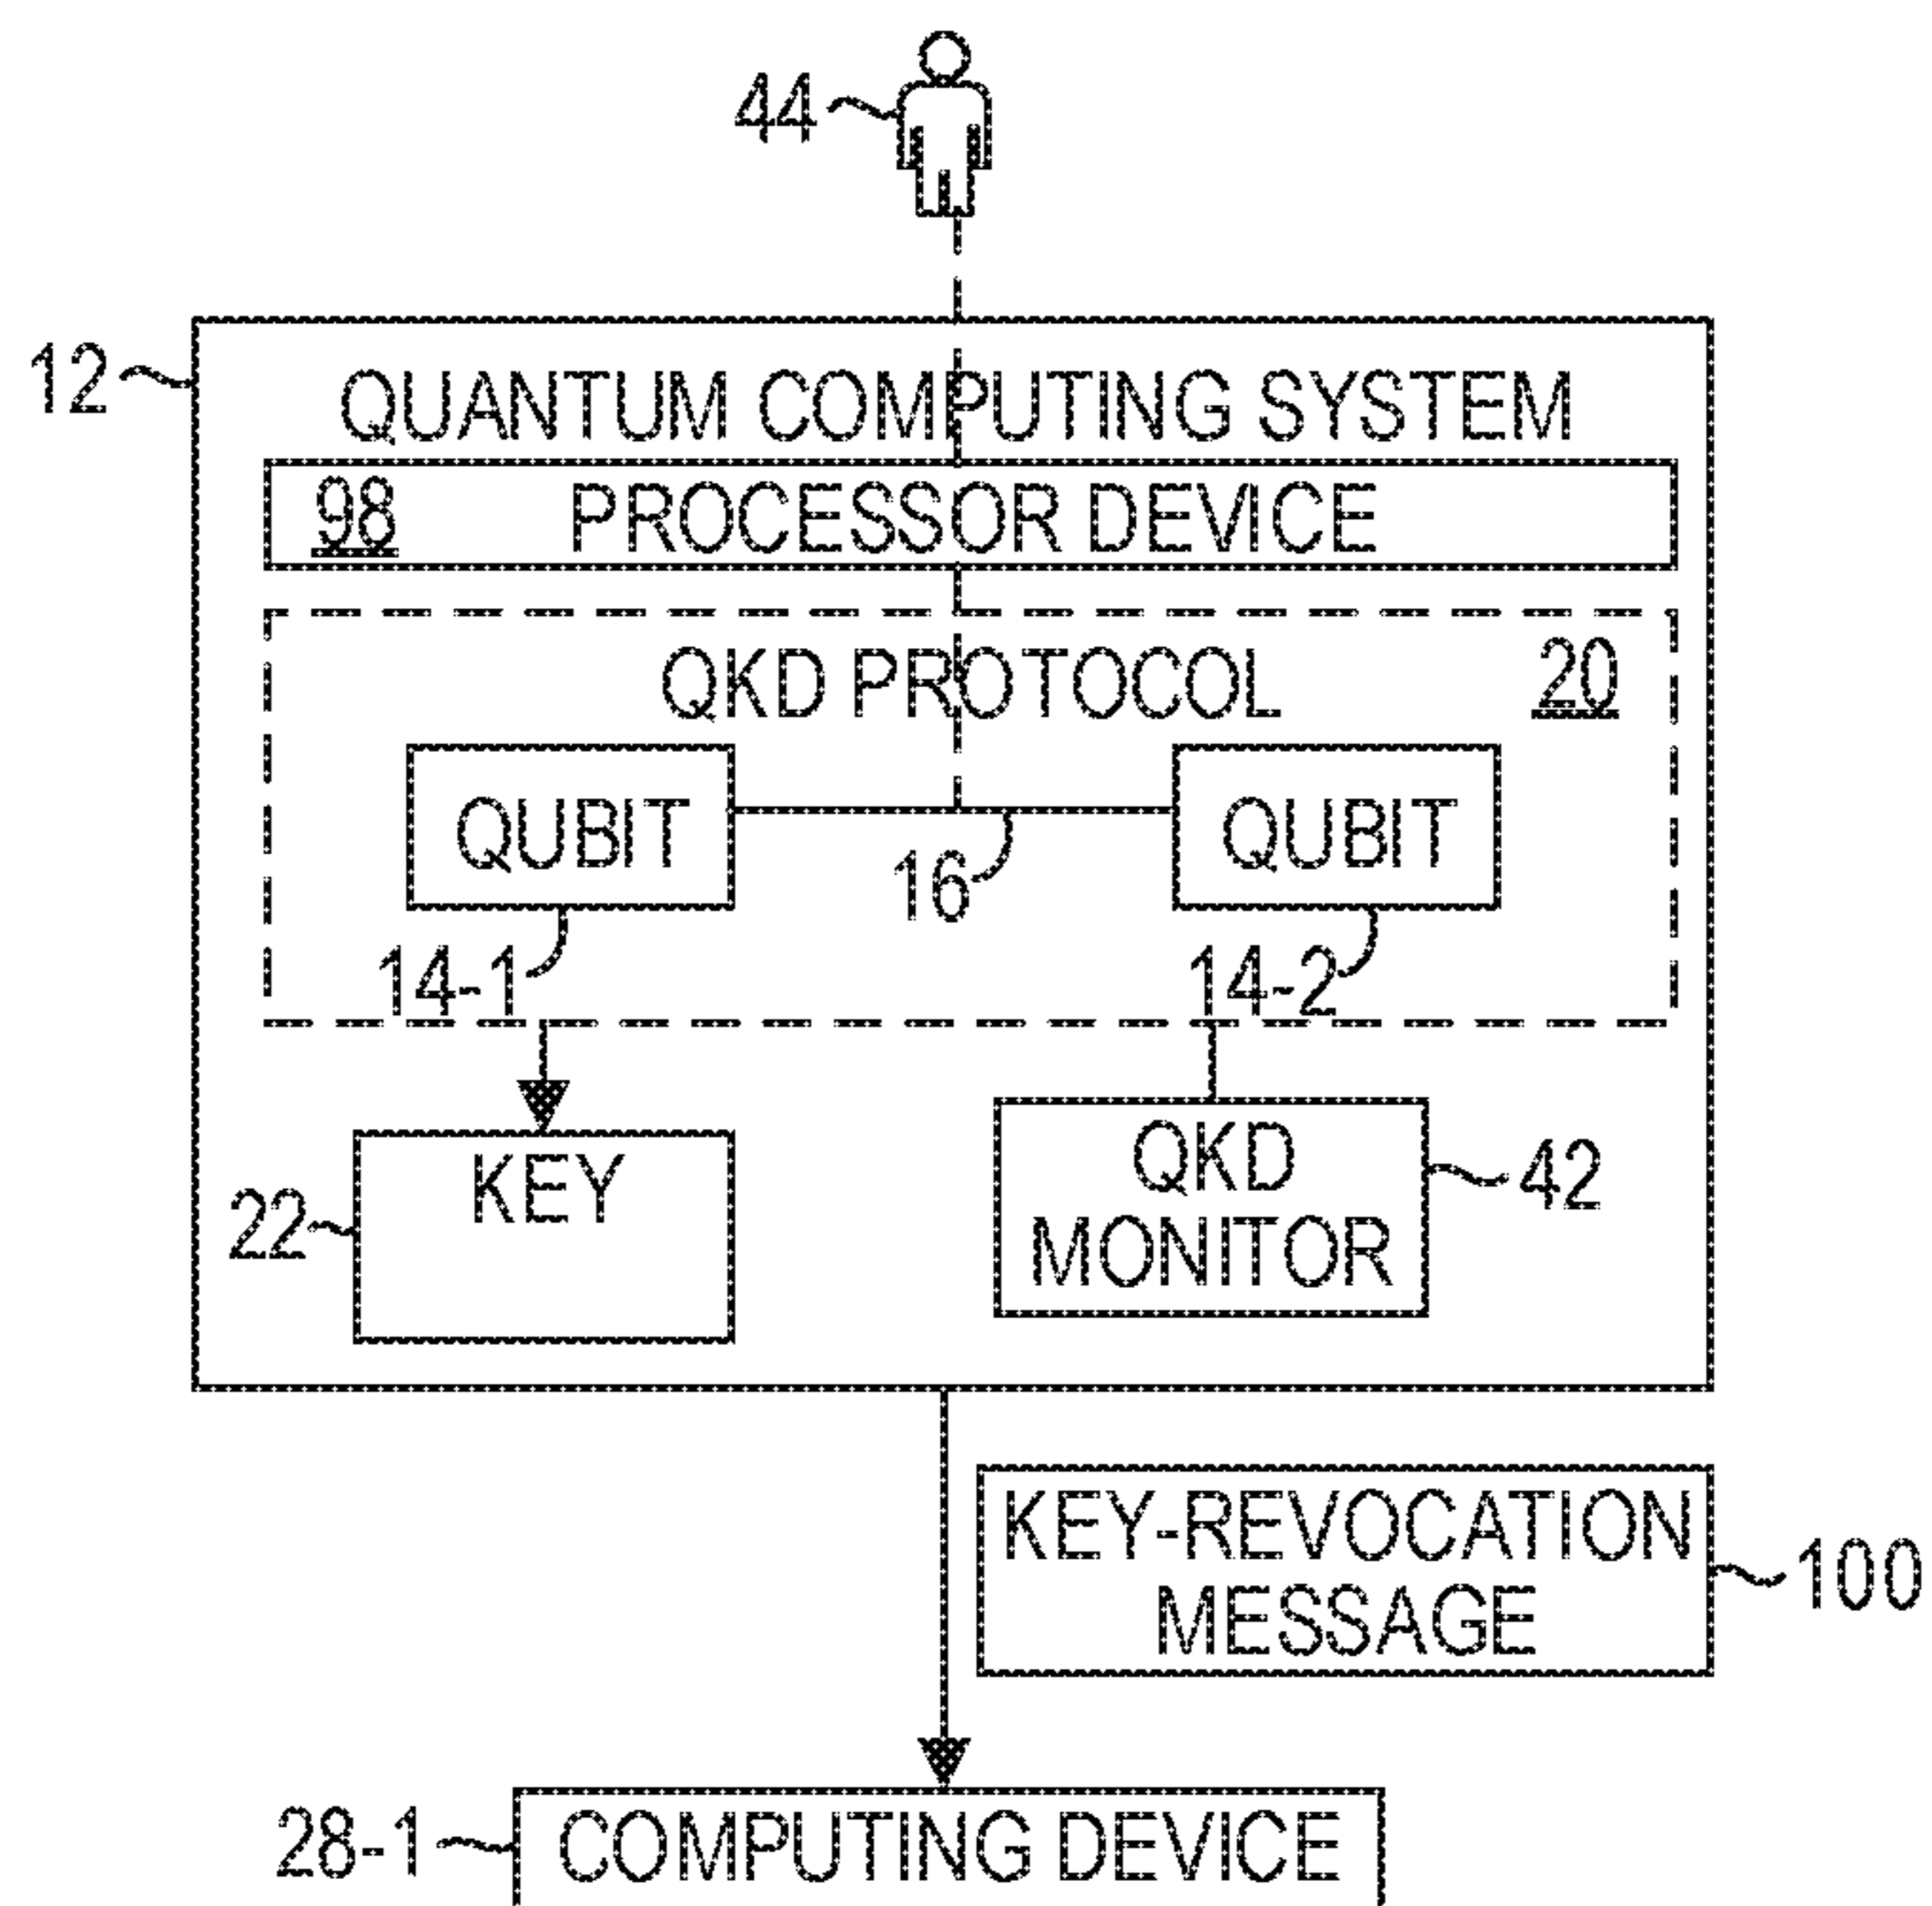 44
12
QUANTUM COMPUTING SYSTEM
98 PROCESSOR DEVICE
QKD PROTOCOL 20
QUBIT QUBIT
16
14-1 14-2
KEY
22
QKD
MONITOR
42
KEY-REVOCATION
MESSAGE
100
28-1
COMPUTING DEVICE